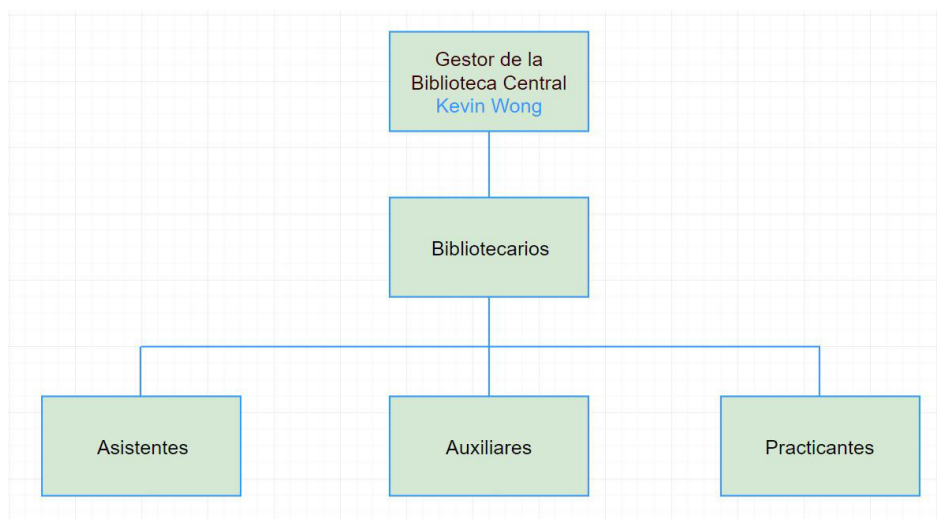 Gestor de la
Biblioteca Central
Kevin Wong
Bibliotecarios
Asistentes
Auxiliares
Practicantes